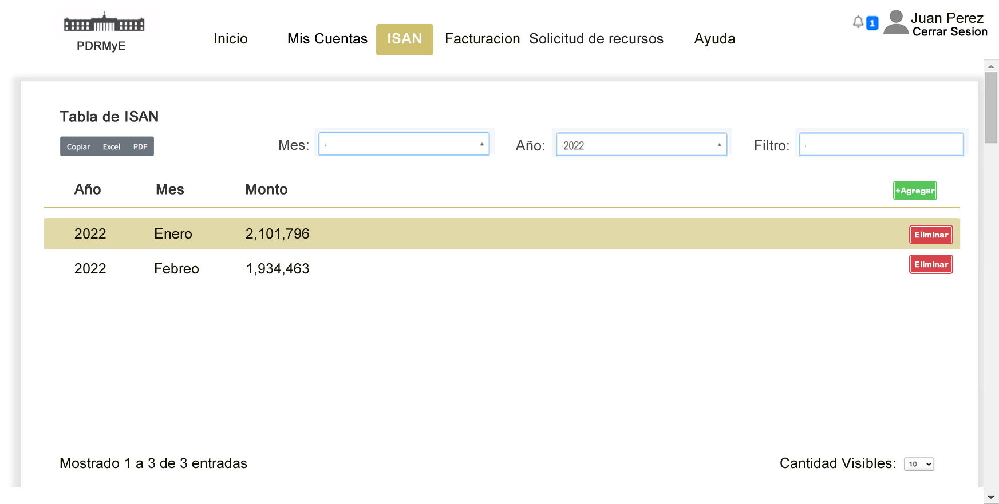 PDRMyE
Inicio Mis Cuentas ISAN Facturacion Solicitud de recursos Ayuda
1 Juan Perez
Cerrar Sesion
Tabla de ISAN
Copiar Excel PDF Mes: Año: 2022 Filtro:
Año Mes Monto +Agregar
2022 Enero 2,101,796 Eliminar
2022 Febreo 1,934,463 Eliminar
Mostrado 1 a 3 de 3 entradas Cantidad Visibles: 10